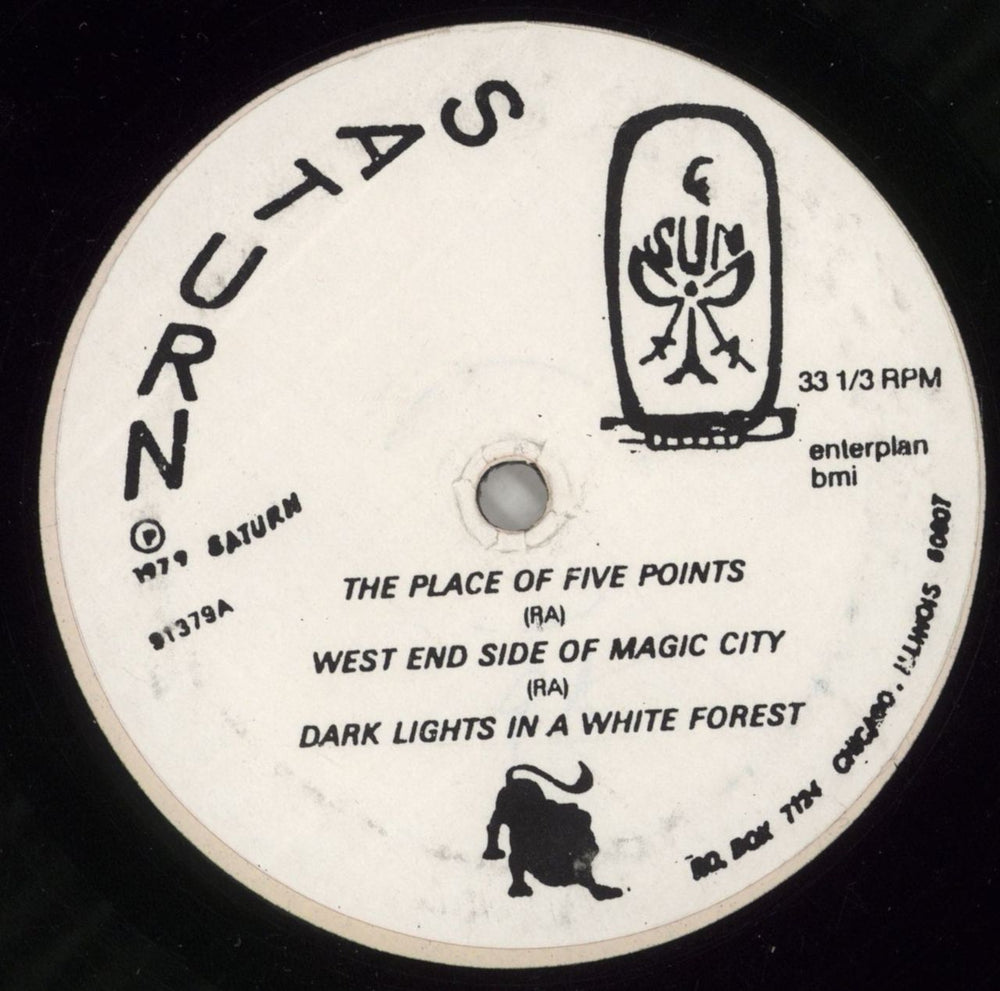 SATURN
SUN
33 1/3 RPM
enterplan
bmi
℗
1979 SATURN
91379A
THE PLACE OF FIVE POINTS
(RA)
WEST END SIDE OF MAGIC CITY
(RA)
DARK LIGHTS IN A WHITE FOREST
P.O. BOX 7124 CHICAGO, ILLINOIS 60607